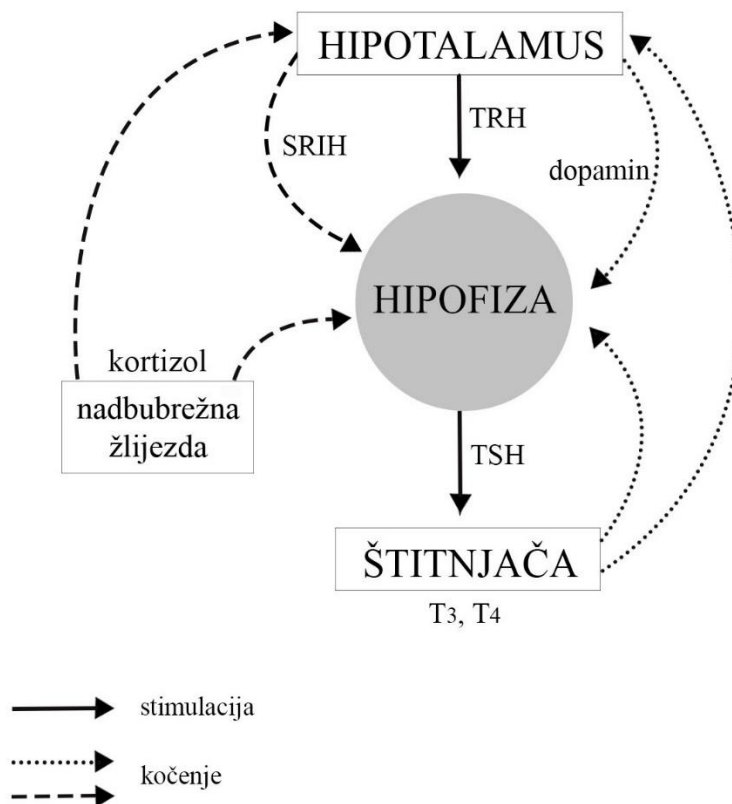 HIPOTALAMUS
TRH
SRIH
dopamin
HIPOFIZA
kortizol
nadbubrežna
žlijezda
TSH
ŠTITNJAČA
T3, T4
stimulacija
kočenje